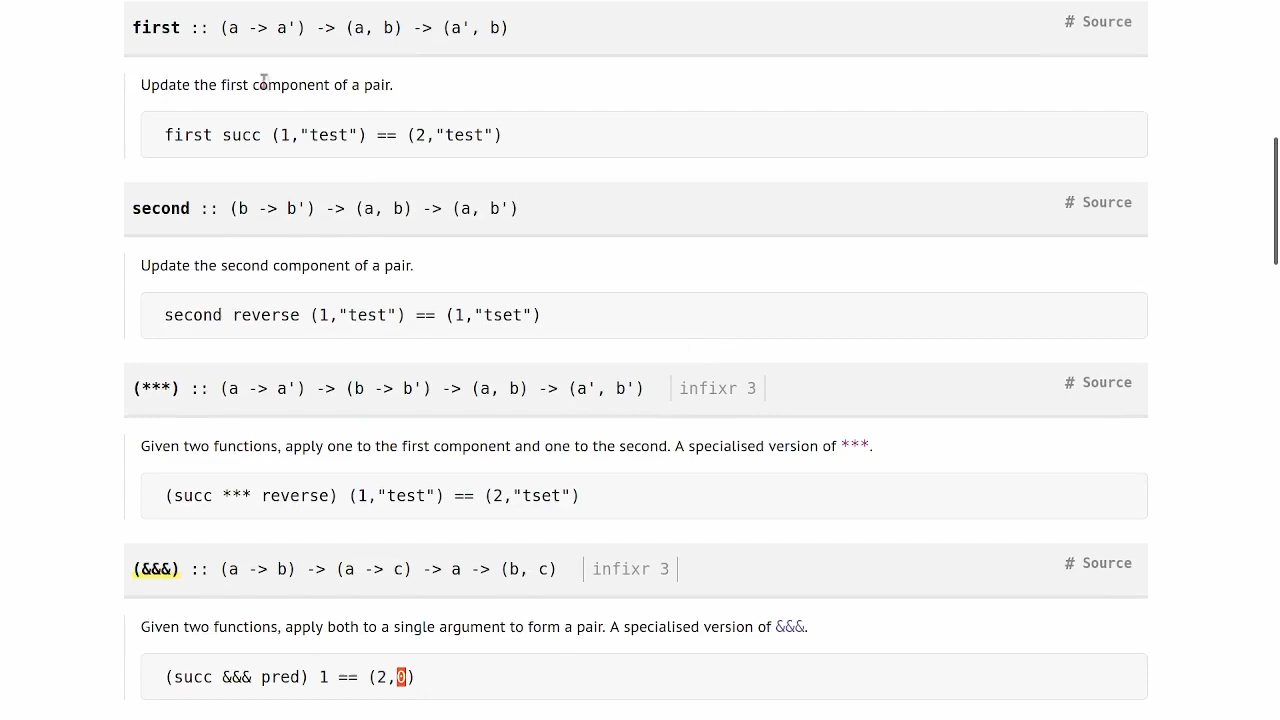 first :: (a -> a') -> (a, b) -> (a', b) # Source
Update the first component of a pair.
first succ (1,"test") == (2,"test")
second :: (b -> b') -> (a, b) -> (a, b') # Source
Update the second component of a pair.
second reverse (1,"test") == (1,"tset")
(***) :: (a -> a') -> (b -> b') -> (a, b) -> (a', b') infixr 3 # Source
Given two functions, apply one to the first component and one to the second. A specialised version of ***.
(succ *** reverse) (1,"test") == (2,"tset")
(&&&) :: (a -> b) -> (a -> c) -> a -> (b, c) infixr 3 # Source
Given two functions, apply both to a single argument to form a pair. A specialised version of &&&.
(succ &&& pred) 1 == (2,0)